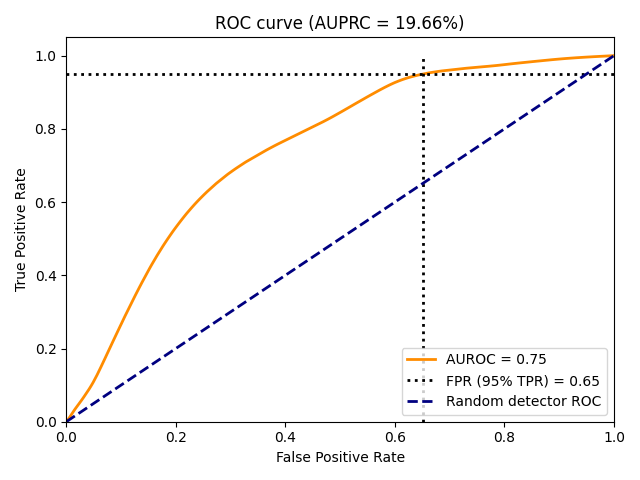 ROC curve (AUPRC = 19.66%)
1.0
0.8
0.6
0.4
0.2
0.0
True Positive Rate
AUROC = 0.75
FPR (95% TPR) = 0.65
Random detector ROC
0.0 0.2 0.4 0.6 0.8 1.0
False Positive Rate